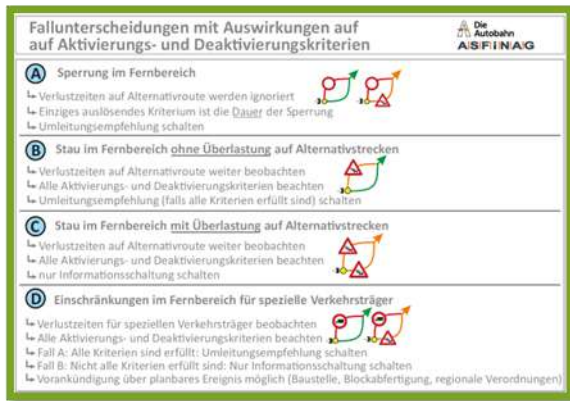 Fallunterscheidungen mit Auswirkungen auf
auf Aktivierungs- und Deaktivierungskriterien
Die
Autobahn
ASFiNAG
A Sperrung im Fernbereich
↳ Verlustzeiten auf Alternativroute werden ignoriert
↳ Einziges auslösendes Kriterium ist die Dauer der Sperrung
↳ Umleitungsempfehlung schalten
B Stau im Fernbereich ohne Überlastung auf Alternativstrecken
↳ Verlustzeiten auf Alternativroute weiter beobachten
↳ Alle Aktivierungs- und Deaktivierungskriterien beachten
↳ Umleitungsempfehlung (falls alle Kriterien erfüllt sind) schalten
C Stau im Fernbereich mit Überlastung auf Alternativstrecken
↳ Verlustzeiten auf Alternativroute weiter beobachten
↳ Alle Aktivierungs- und Deaktivierungskriterien beachten
↳ nur Informationsschaltung schalten
D Einschränkungen im Fernbereich für spezielle Verkehrsträger
↳ Verlustzeiten für speziellen Verkehrsträger beobachten
↳ Alle Aktivierungs- und Deaktivierungskriterien beachten
↳ Fall A: Alle Kriterien sind erfüllt: Umleitungsempfehlung schalten
↳ Fall B: Nicht alle Kriterien erfüllt sind: Nur Informationsschaltung schalten
↳ Vorankündigung über planbares Ereignis möglich (Baustelle, Blockabfertigung, regionale Verordnungen)